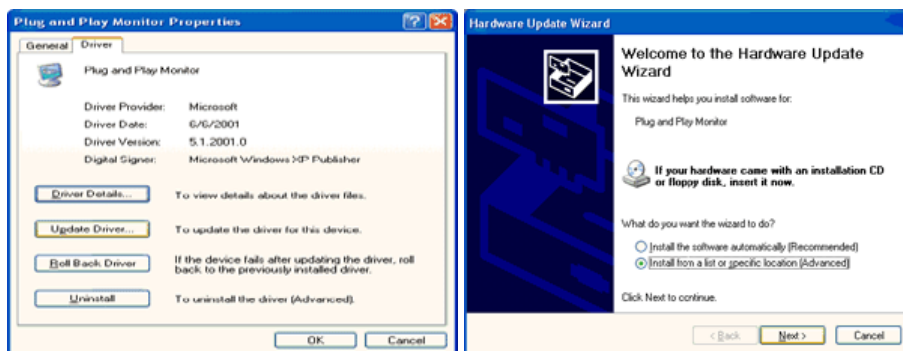 Plug and Play Monitor Properties
General
Driver
Plug and Play Monitor
Driver Provider: Microsoft
Driver Date: 6/6/2001
Driver Version: 5.1.2001.0
Digital Signer: Microsoft Windows XP Publisher
Driver Details...
To view details about the driver files.
Update Driver...
To update the driver for this device.
Roll Back Driver
If the device fails after updating the driver, roll
back to the previously installed driver.
Uninstall
To uninstall the driver (Advanced).
OK
Cancel
Hardware Update Wizard
Welcome to the Hardware Update
Wizard
This wizard helps you install software for:
Plug and Play Monitor
If your hardware came with an installation CD
or floppy disk, insert it now.
What do you want the wizard to do?
Install the software automatically (Recommended)
Install from a list or specific location (Advanced)
Click Next to continue.
< Back
Next >
Cancel